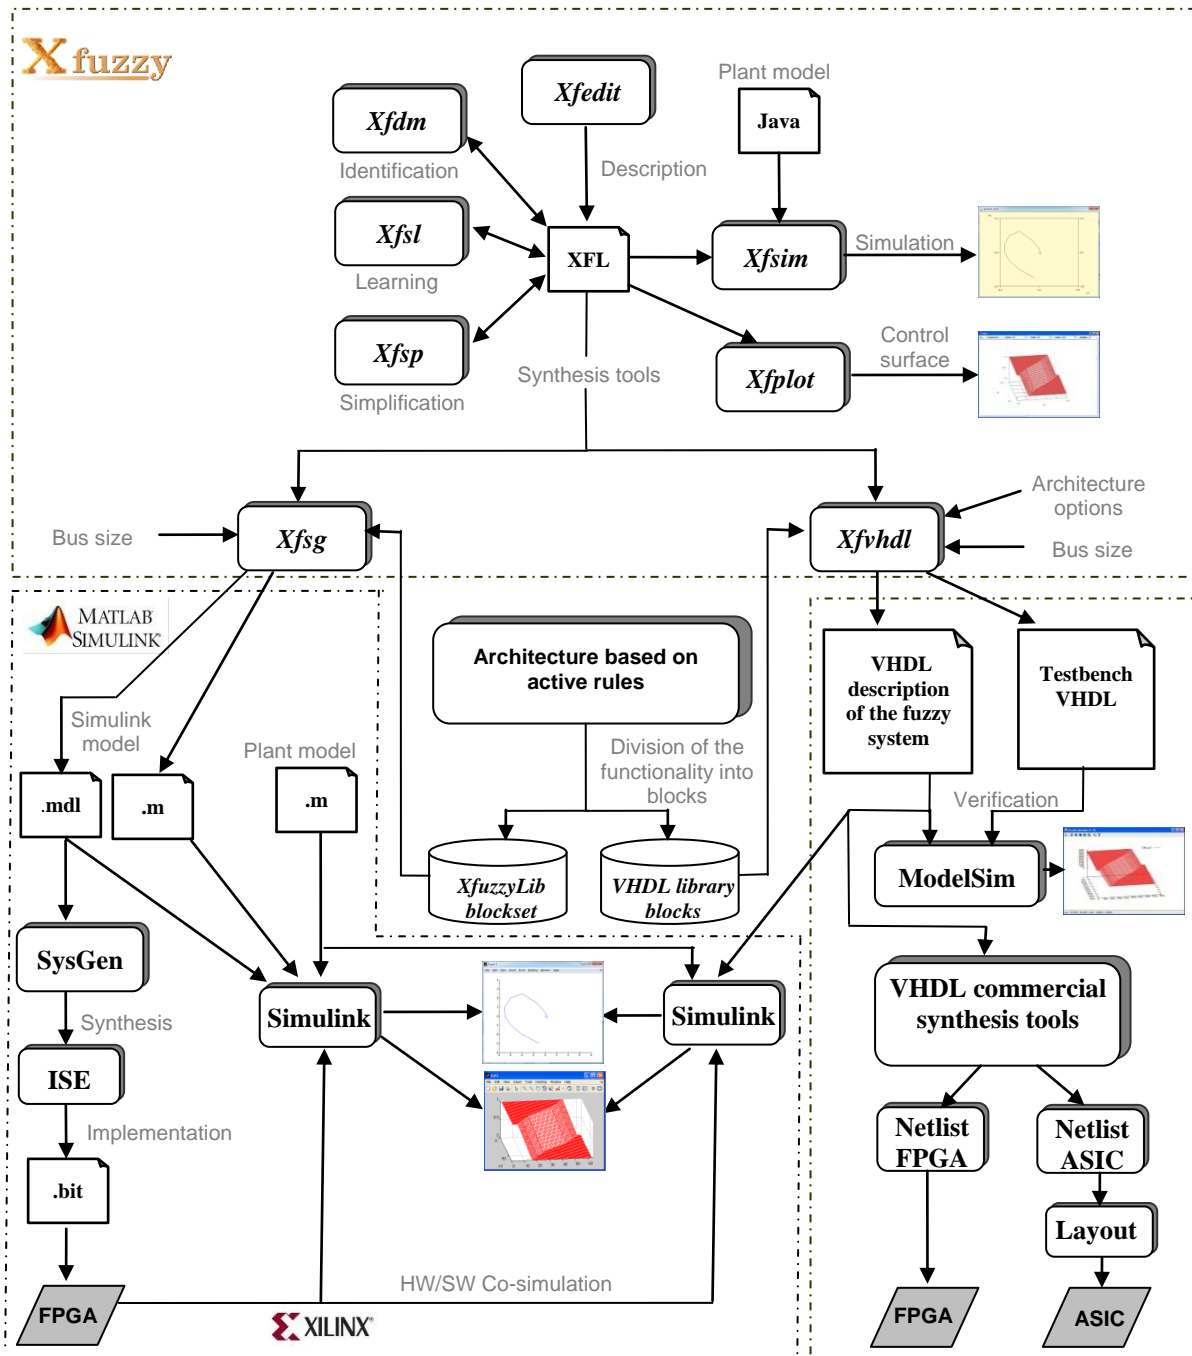 X fuzzy
Plant model
Xfedit
Java
Xfdm
Identification
Description
Xfsl
XFL
Xfsim
Simulation
Learning
Xfsp
Synthesis tools
Xfplot
Control
surface
Simplification
Architecture
options
Bus size
Xfsg
Xfvhdl
Bus size
MATLAB
SIMULINK®
Architecture based on
active rules
VHDL
description
of the fuzzy
system
Testbench
VHDL
Simulink
model
Plant model
Division of the
functionality into
blocks
.mdl
.m
.m
Verification
XfuzzyLib
blockset
VHDL library
blocks
ModelSim
SysGen
Simulink
Simulink
VHDL commercial
synthesis tools
Synthesis
ISE
Implementation
Netlist
FPGA
Netlist
ASIC
.bit
Layout
HW/SW Co-simulation
FPGA
XILINX®
FPGA
ASIC